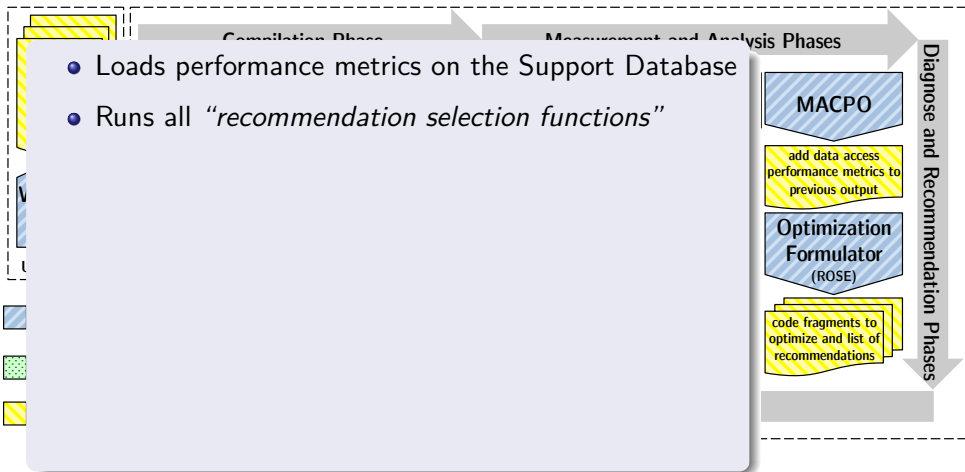 Measurement and Analysis Phases
Loads performance metrics on the Support Database
Runs all “recommendation selection functions”
MACPO
add data access
performance metrics to
previous output
Optimization
Formulator
(ROSE)
code fragments to
optimize and list of
recommendations
Diagnose and Recommendation Phases